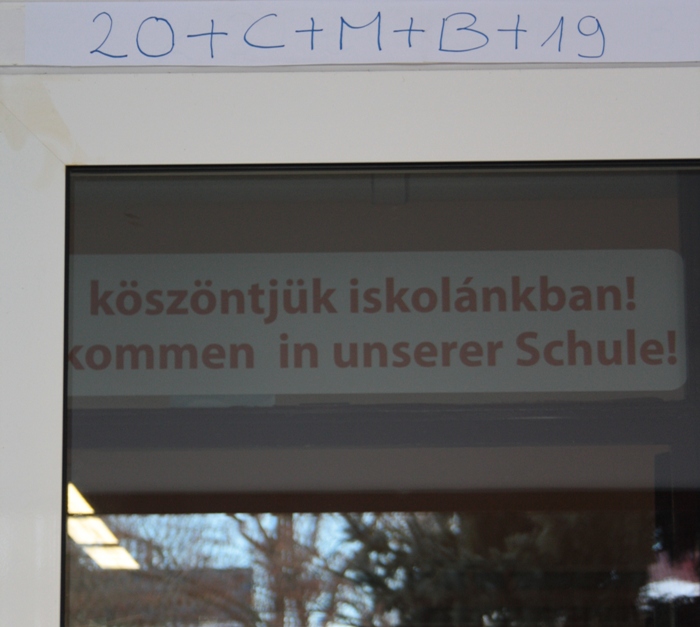 20+C+M+B+19
köszöntjük iskolánkban!
kommen in unserer Schule!